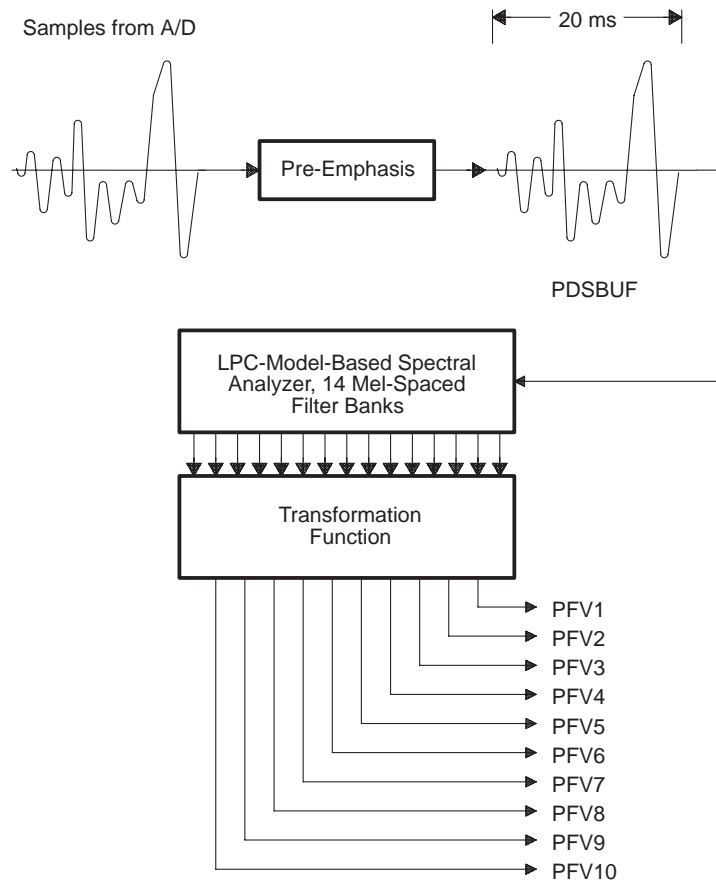 Samples from A/D
20 ms
Pre-Emphasis
PDSBUF
LPC-Model-Based Spectral
Analyzer, 14 Mel-Spaced
Filter Banks
Transformation
Function
PFV1
PFV2
PFV3
PFV4
PFV5
PFV6
PFV7
PFV8
PFV9
PFV10